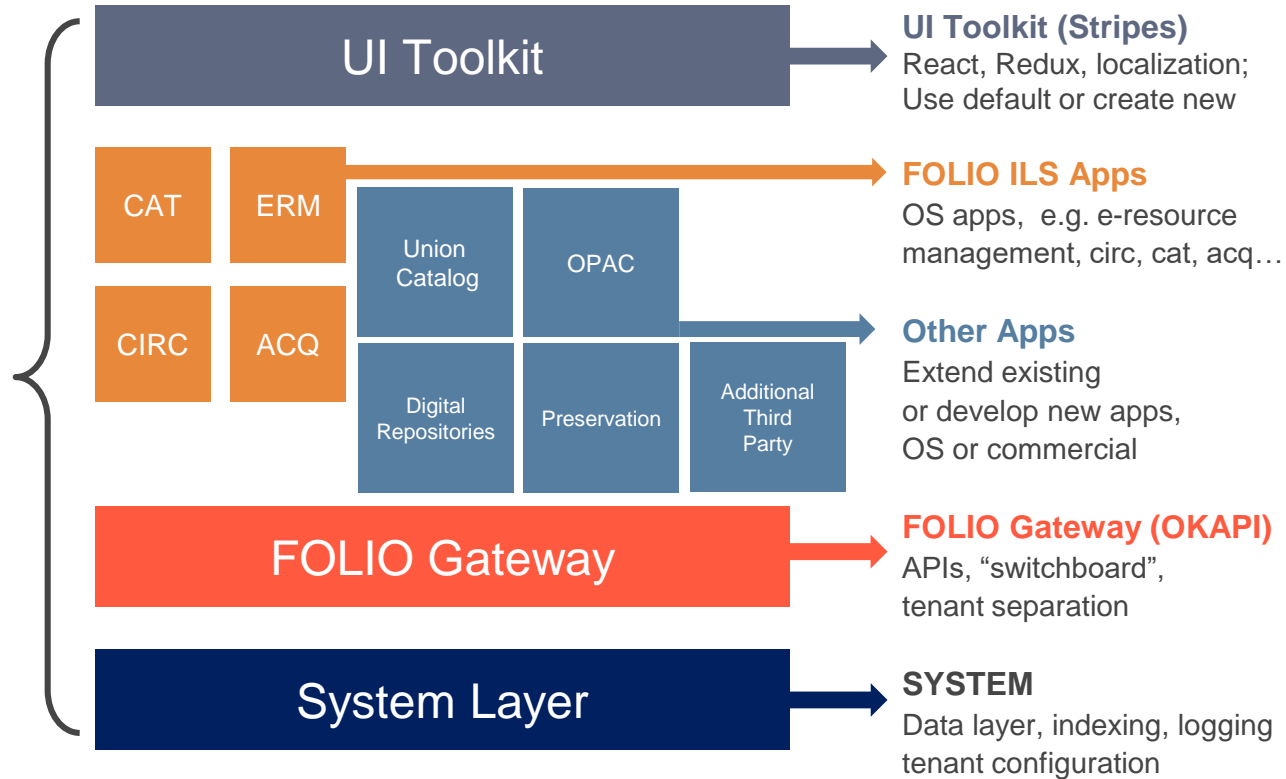 UI Toolkit
UI Toolkit (Stripes)
React, Redux, localization;
Use default or create new
CAT
ERM
CIRC
ACQ
FOLIO ILS Apps
OS apps,  e.g. e-resource
management, circ, cat, acq…
Union
Catalog
OPAC
Digital
Repositories
Preservation
Additional
Third
Party
Other Apps
Extend existing
or develop new apps,
OS or commercial
FOLIO Gateway
FOLIO Gateway (OKAPI)
APIs, “switchboard”,
tenant separation
System Layer
SYSTEM
Data layer, indexing, logging
tenant configuration